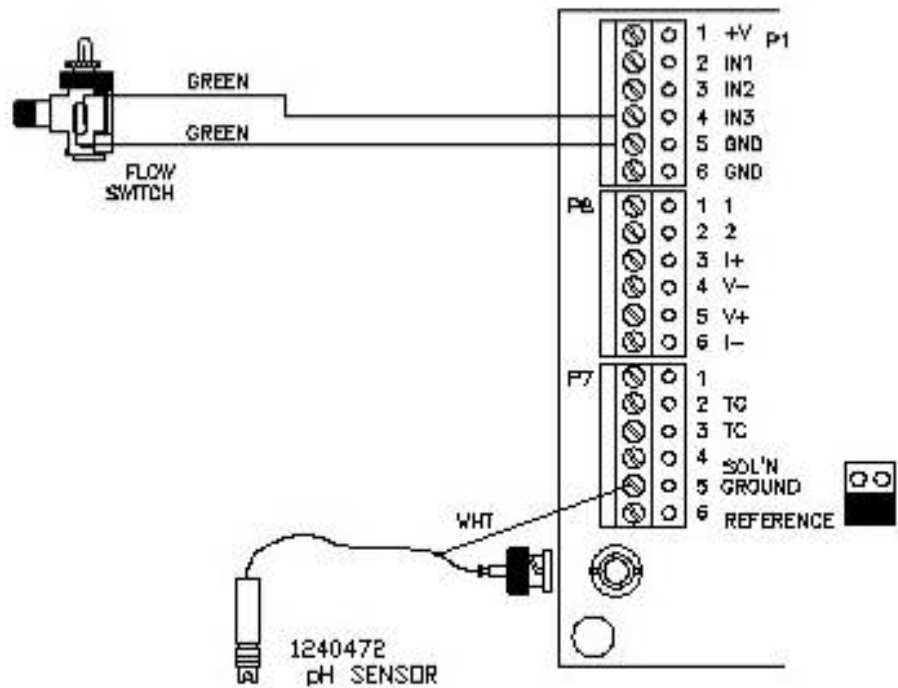 GREEN
GREEN
FLOW
SWITCH
P1
1 +V
2 IN1
3 IN2
4 IN3
5 GND
6 GND
P8
1 1
2 2
3 I+
4 V-
5 V+
6 I-
P7
1
2 TC
3 TC
4
SOL'N
5 GROUND
6 REFERENCE
WHT
1240472
pH SENSOR